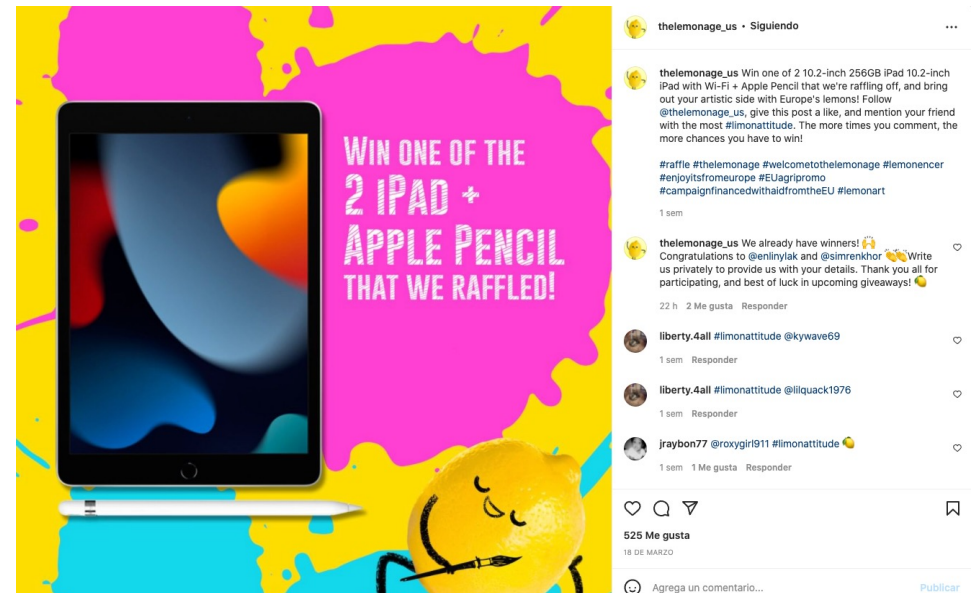 WIN ONE OF THE
2 IPAD +
APPLE PENCIL
THAT WE RAFFLED!
thelemonage_us • Siguiendo
thelemonage_us Win one of 2 10.2-inch 256GB iPad 10.2-inch
iPad with Wi-Fi + Apple Pencil that we're raffling off, and bring
out your artistic side with Europe's lemons! Follow
@thelemonage_us, give this post a like, and mention your friend
with the most #limonattitude. The more times you comment, the
more chances you have to win!
#raffle #thelemonage #welcometothelemonage #lemonencer
#enjoyitsfromeurope #EUagripromo
#campaignfinancedwithaidfromtheEU #lemonart
1 sem
thelemonage_us We already have winners! 🙌
Congratulations to @enlinylak and @simrenkhor 👏👏Write
us privately to provide us with your details. Thank you all for
participating, and best of luck in upcoming giveaways! 🍋
22 h 2 Me gusta Responder
liberty.4all #limonattitude @kywave69
1 sem Responder
liberty.4all #limonattitude @lilquack1976
1 sem Responder
jraybon77 @roxygirl911 #limonattitude 🍋
1 sem 1 Me gusta Responder
525 Me gusta
18 DE MARZO
Agrega un comentario...
Publicar